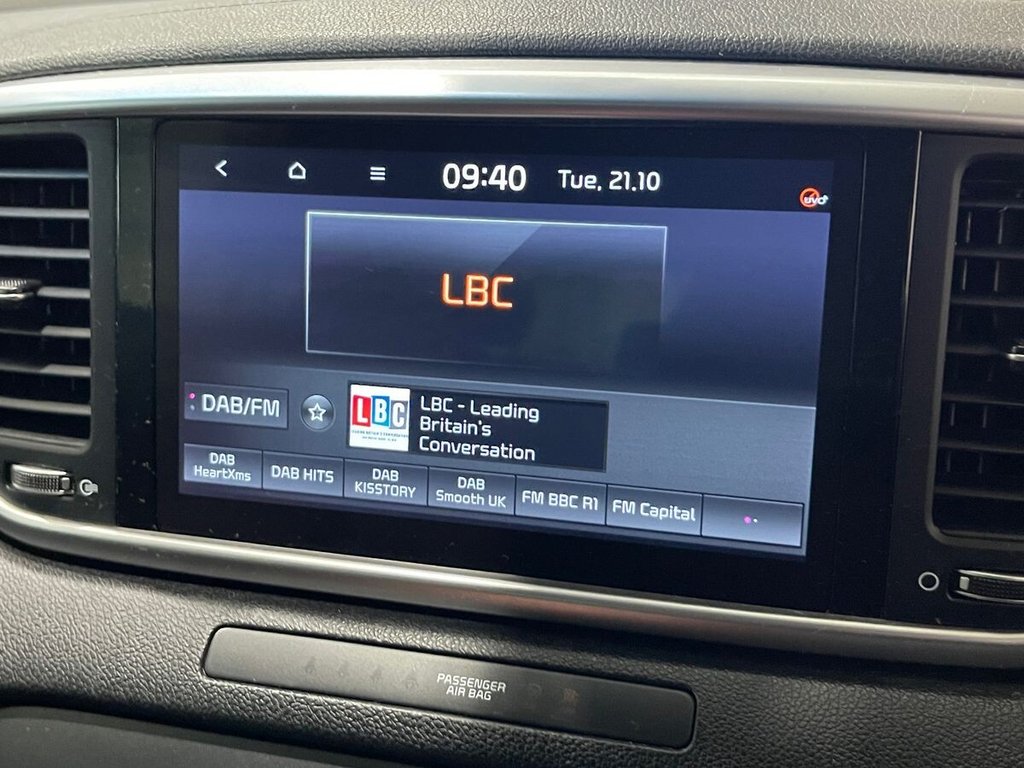 09:40 Tue, 21.10
UVO
LBC
DAB/FM
LBC
LBC - Leading
Britain's
Conversation
DAB
HeartXms
DAB HITS
DAB
KISSTORY
DAB
Smooth UK
FM BBC R1
FM Capital
PASSENGER
AIR BAG